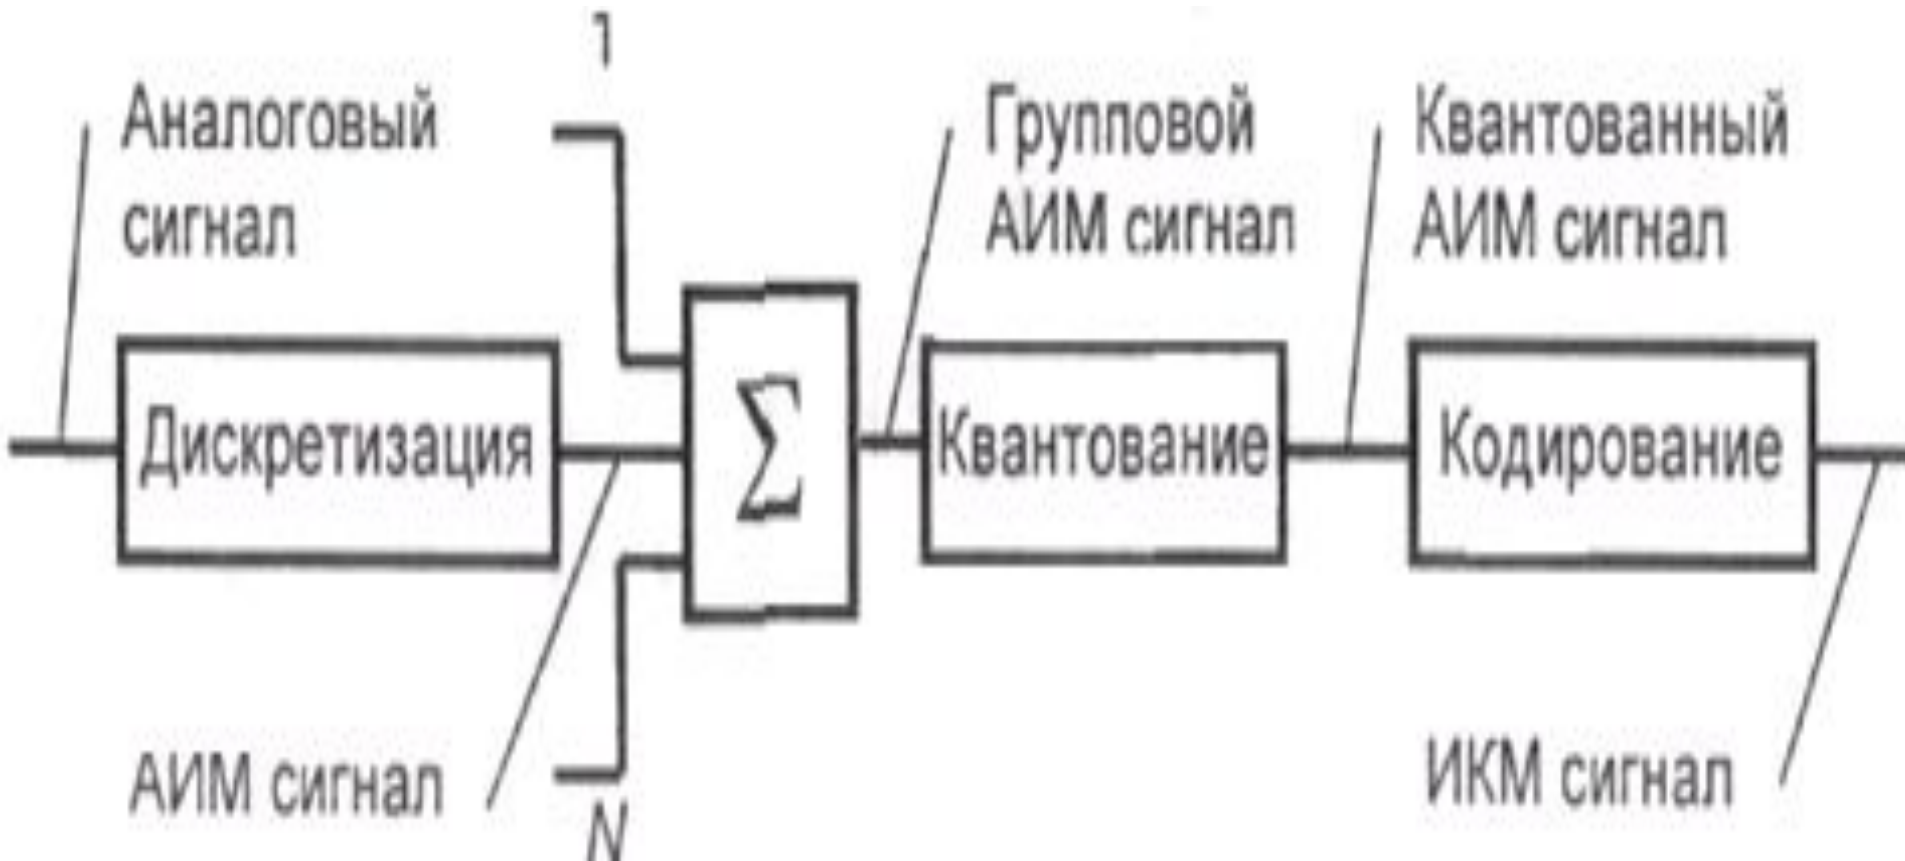 1
Аналоговый
сигнал
Групповой
АИМ сигнал
Квантованный
АИМ сигнал
Дискретизация
Σ
Квантование
Кодирование
АИМ сигнал
N
ИКМ сигнал